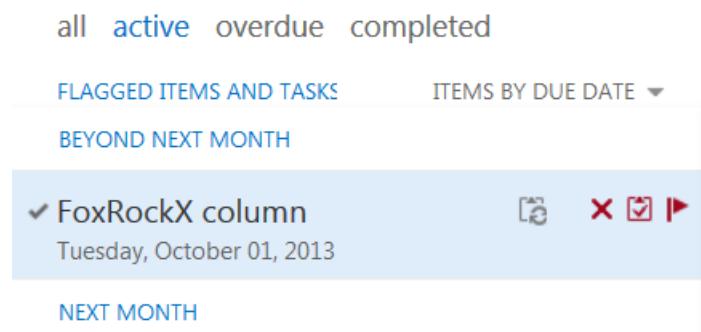 all active overdue completed
FLAGGED ITEMS AND TASKS ITEMS BY DUE DATE
BEYOND NEXT MONTH
FoxRockX column
Tuesday, October 01, 2013
NEXT MONTH